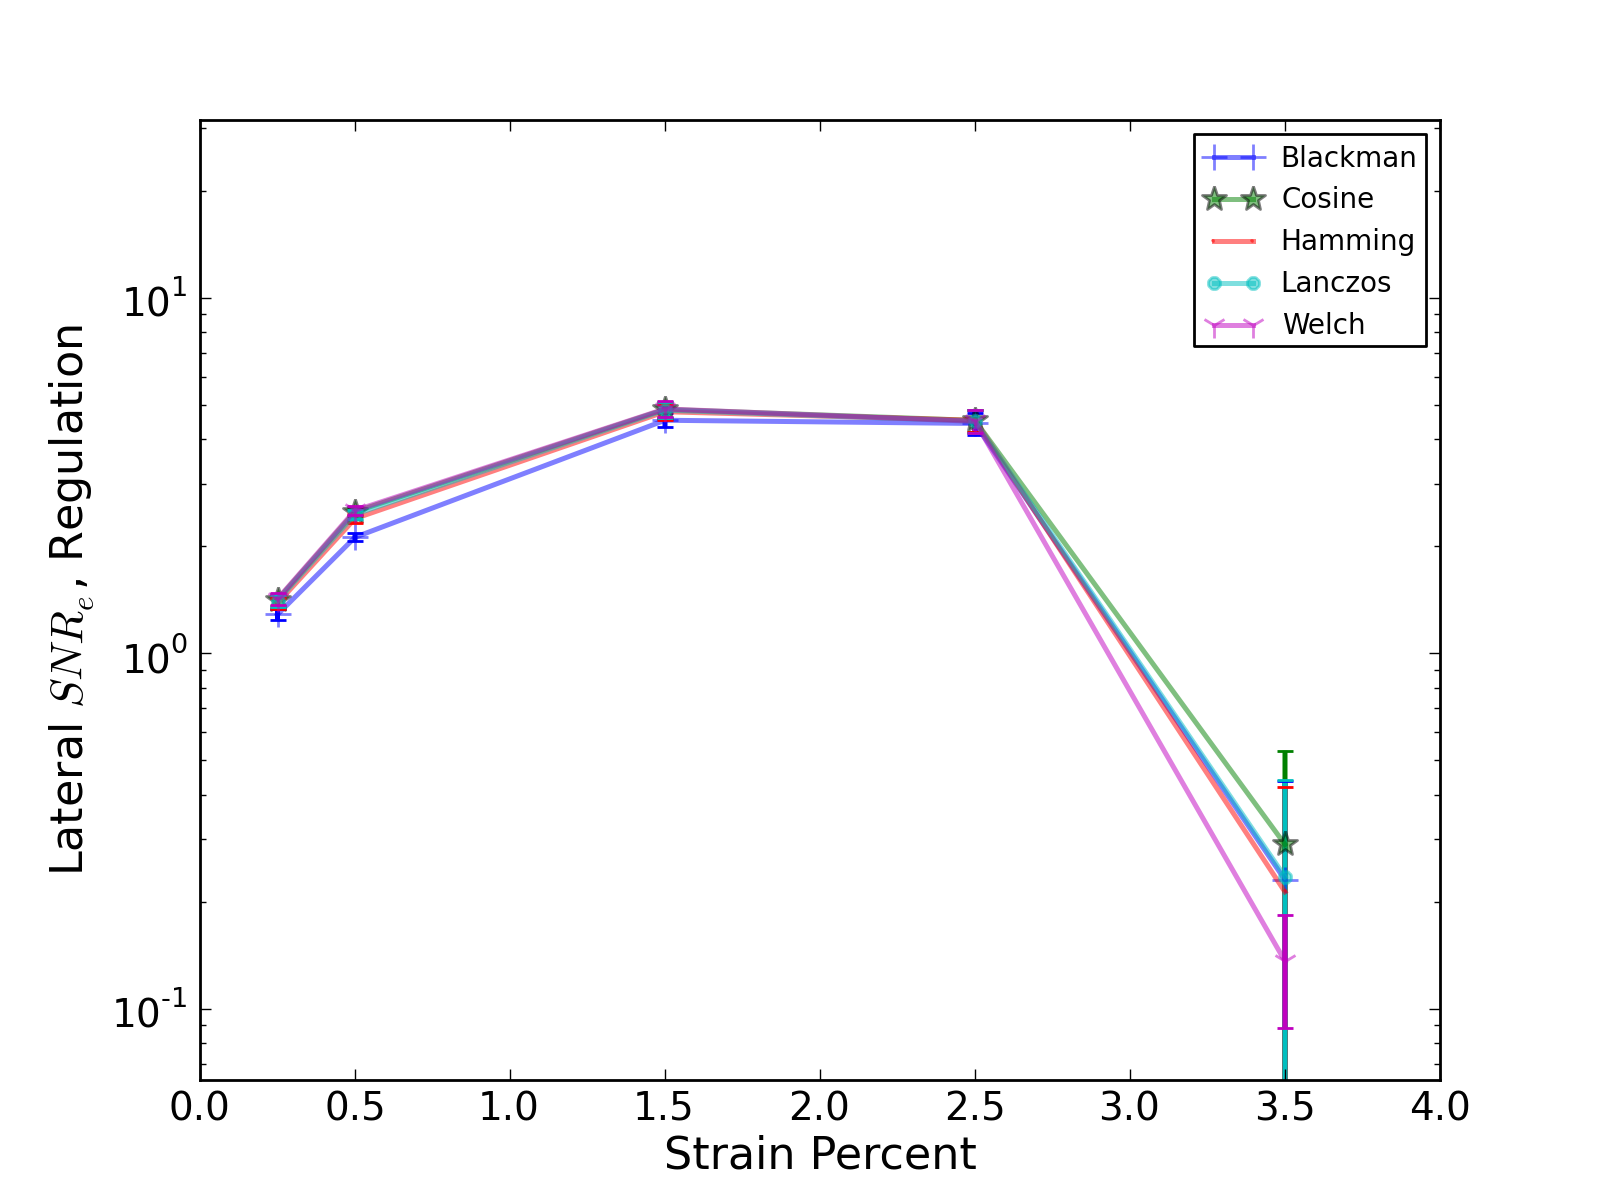 Blackman
Cosine
Hamming
Lanczos
Welch
10^1
10^0
10^-1
Lateral SNR_e, Regulation
0.0 0.5 1.0 1.5 2.0 2.5 3.0 3.5 4.0
Strain Percent